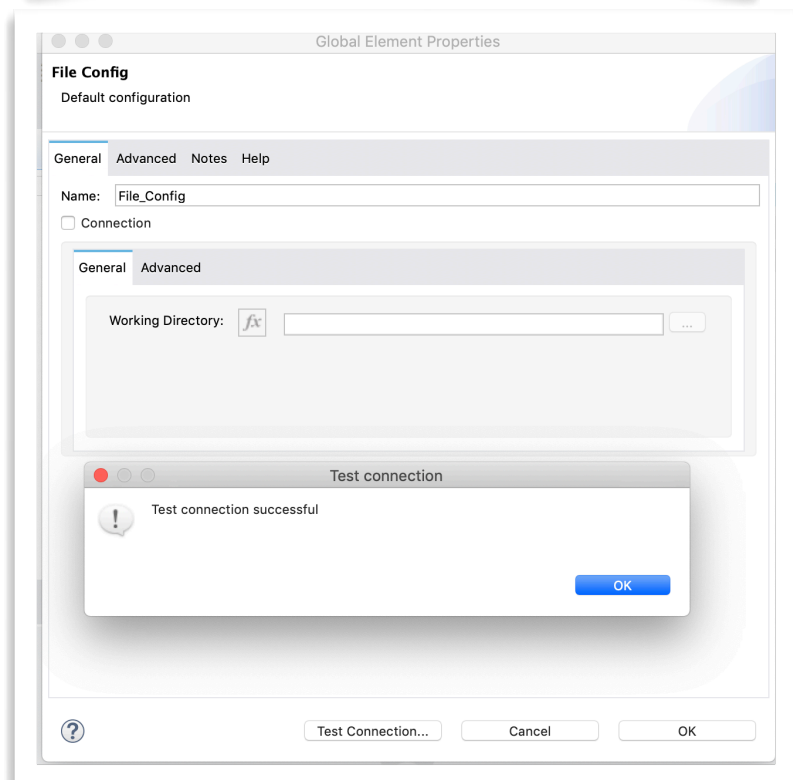 Global Element Properties
File Config
Default configuration
General Advanced Notes Help
Name: File_Config
Connection
General Advanced
Working Directory: fx ...
Test connection
! Test connection successful
OK
? Test Connection... Cancel OK